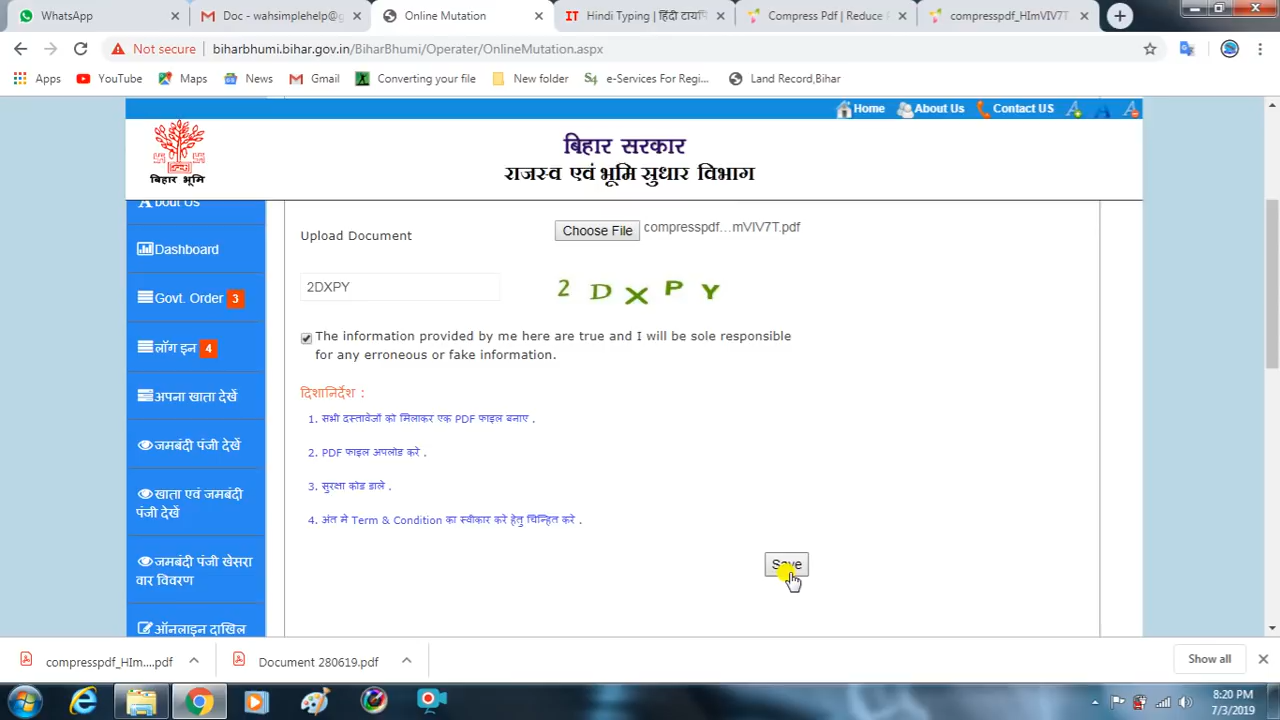 WhatsApp
Doc - wahsimplehelp@g
Online Mutation
IT Hindi Typing | हिंदी टायपि
Compress Pdf | Reduce F
compresspdf_HImVIV7T
Not secure biharbhumi.bihar.gov.in/BiharBhumi/Operater/OnlineMutation.aspx
Apps YouTube Maps News Gmail Converting your file New folder S4 e-Services For Regi... Land Record,Bihar
Home About Us Contact US
बिहार सरकार
राजस्व एवं भूमि सुधार विभाग
बिहार भूमि
About Us
Dashboard
Govt. Order 3
लॉग इन 4
अपना खाता देखें
जमबंदी पंजी देखें
खाता एवं जमबंदी
पंजी देखें
जमबंदी पंजी खेसरा
वार विवरण
ऑनलाइन दाखिल
Upload Document Choose File compresspdf...mVIV7T.pdf
2DXPY 2 D X P Y
The information provided by me here are true and I will be sole responsible
for any erroneous or fake information.
दिशानिर्देश :
1. सभी दस्तावेजों को मिलाकर एक PDF फाइल बनाए .
2. PDF फाइल अपलोड करे .
3. सुरक्षा कोड डाले .
4. अंत मे Term & Condition का स्वीकार करे हेतु चिन्हित करे .
Save
compresspdf_HIm....pdf
Document 280619.pdf
Show all
8:20 PM
7/3/2019